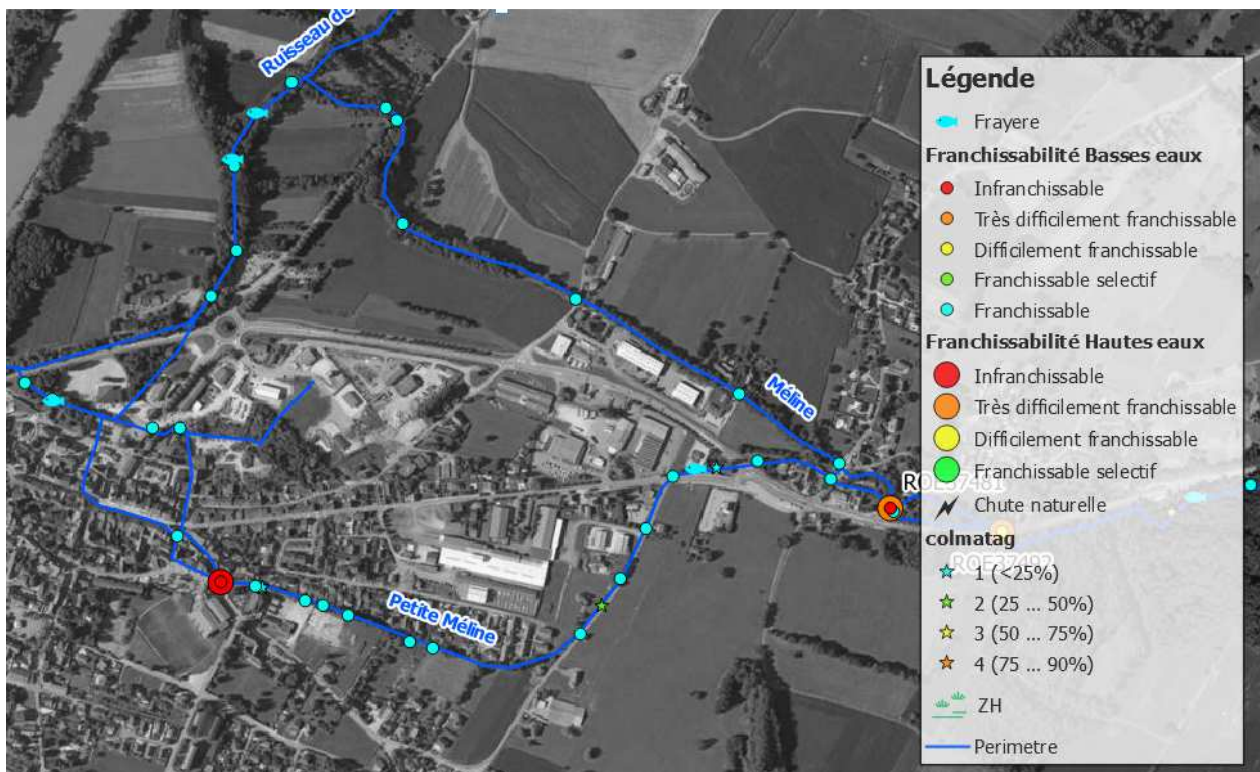 Ruisseau de
Méline
Petite Méline
ROE37481
ROE37492
Légende
Frayere
Franchissabilité Basses eaux
Infranchissable
Très difficilement franchissable
Difficilement franchissable
Franchissable selectif
Franchissable
Franchissabilité Hautes eaux
Infranchissable
Très difficilement franchissable
Difficilement franchissable
Franchissable selectif
Chute naturelle
colmatag
1 (<25%)
2 (25 ... 50%)
3 (50 ... 75%)
4 (75 ... 90%)
ZH
Perimetre